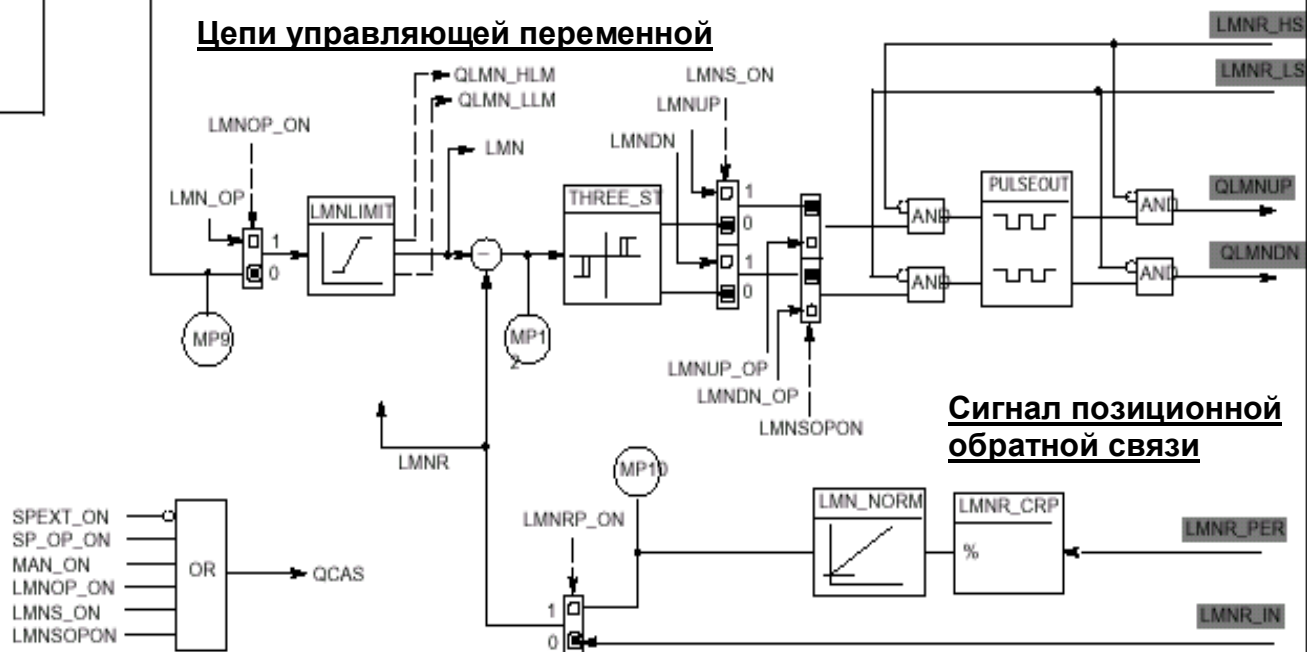 Цепи управляющей переменной
LMNR_HS
LMNR_LS
QLMN_HLM
QLMN_LLM
LMNS_ON
LMNUP
LMNDN
LMNOP_ON
LMN
LMN_OP
LMNLIMIT
THREE_ST
PULSEOUT
QLMNUP
QLMNDN
1
0
1
0
1
0
AND
AND
AND
AND
MP9
MP12
LMNUP_OP
LMNDN_OP
LMNSOPON
Сигнал позиционной
обратной связи
LMNR
MP10
LMNRP_ON
LMN_NORM
LMNR_CRP
%
LMNR_PER
LMNR_IN
1
0
SPEXT_ON
SP_OP_ON
MAN_ON
LMNOP_ON
LMNS_ON
LMNSOPON
OR
QCAS